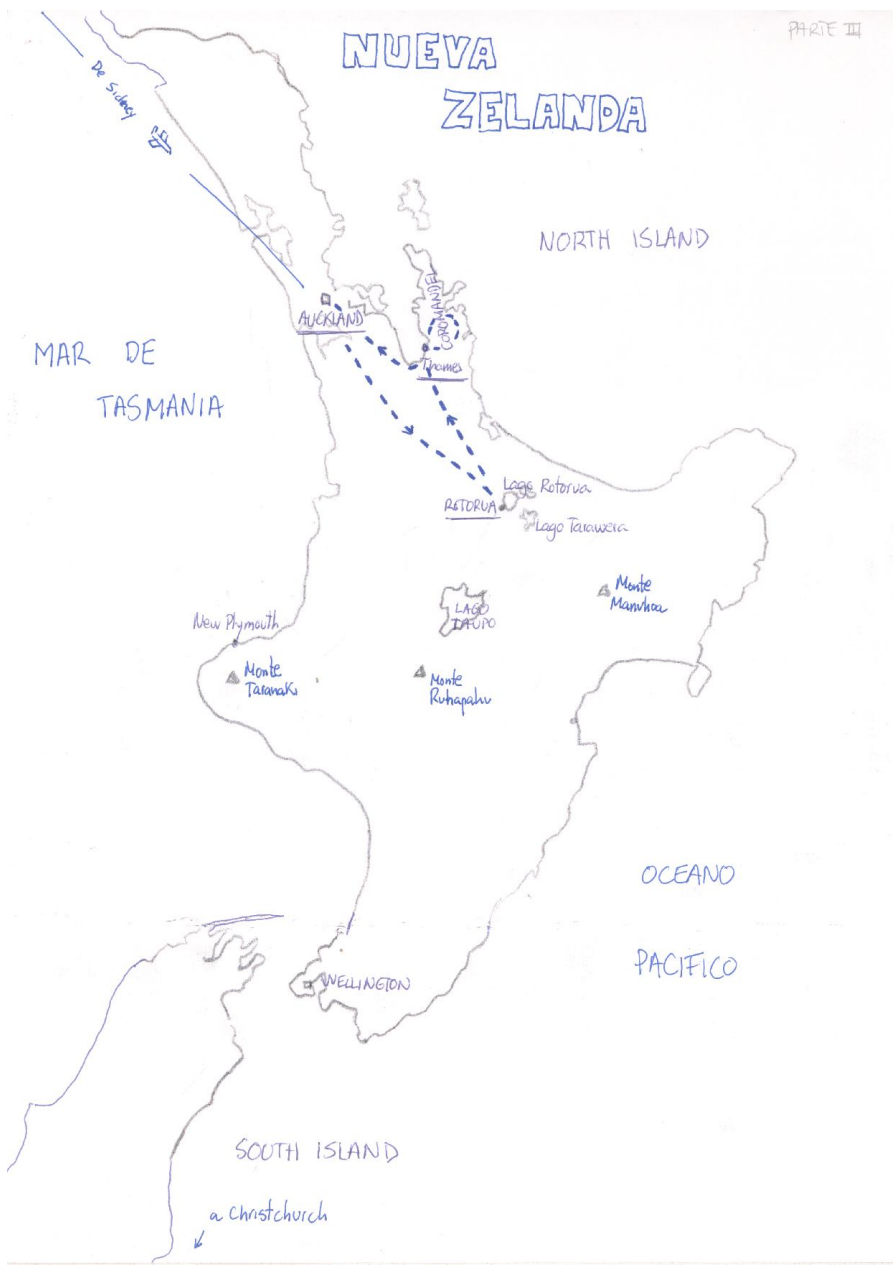 PARTE III
NUEVA
ZELANDA
De Sidney
NORTH ISLAND
COROMANDEL
AUCKLAND
MAR DE
TASMANIA
Thames
Lago Rotorua
ROTORUA
Lago Tarawera
Monte
Manuhoa
LAGO
TAUPO
New Plymouth
Monte
Taranaki
Monte
Ruhapahu
OCEANO
PACIFICO
WELLINGTON
SOUTH ISLAND
a Christchurch